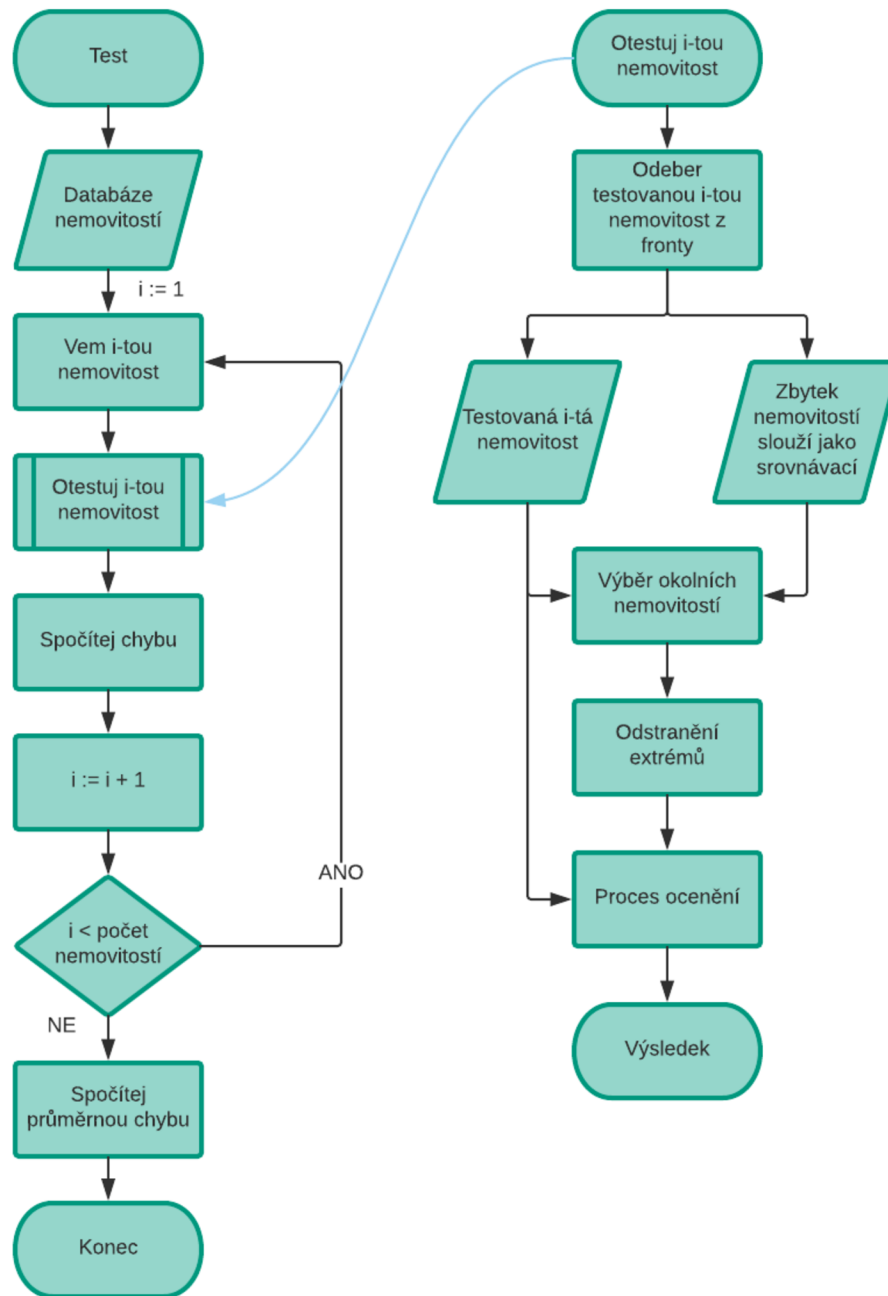 Test
Databáze
nemovitostí
i := 1
Vem i-tou
nemovitost
Otestuj i-tou
nemovitost
Spočítej chybu
i := i + 1
ANO
i < počet
nemovitostí
NE
Spočítej
průměrnou chybu
Konec
Otestuj i-tou
nemovitost
Odeber
testovanou i-tou
nemovitost z
fronty
Testovaná i-tá
nemovitost
Zbytek
nemovitostí
slouží jako
srovnávací
Výběr okolních
nemovitostí
Odstranění
extrémů
Proces ocenění
Výsledek